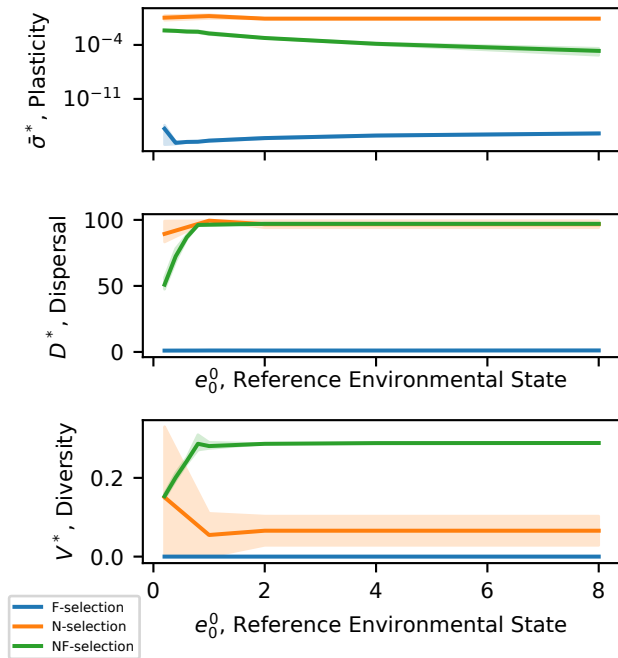 σ̄*, Plasticity
10⁻⁴
10⁻¹¹
D*, Dispersal
100
50
0
e₀⁰, Reference Environmental State
V*, Diversity
0.2
0.0
0 2 4 6 8
e₀⁰, Reference Environmental State
F-selection
N-selection
NF-selection